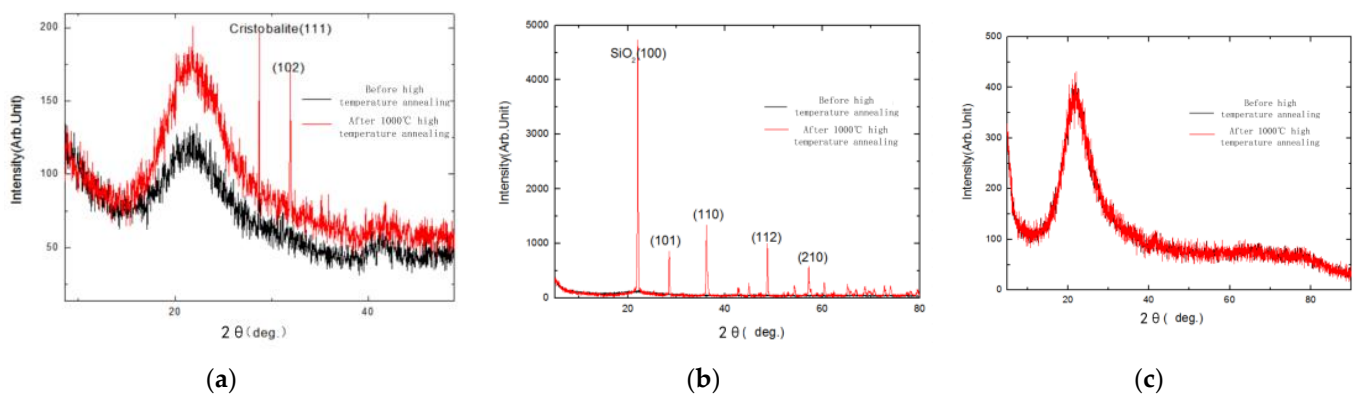 200
150
100
50
20
40
Intensity(Arb.Unit)
2 θ (deg.)
Cristobalite(111)
(102)
Before high
temperature annealing
After 1000℃ high
temperature annealing
(a)
5000
4000
3000
2000
1000
0
20
40
60
80
Intensity(Arb.Unit)
2 θ ( deg.)
SiO₂(100)
(101)
(110)
(112)
(210)
Before high
temperature annealing
After 1000℃ high
temperature annealing
(b)
500
400
300
200
100
0
20
40
60
80
Intensity(Arb.Unit)
2 θ ( deg.)
Before high
temperature annealing
After 1000℃ high
temperature annealing
(c)